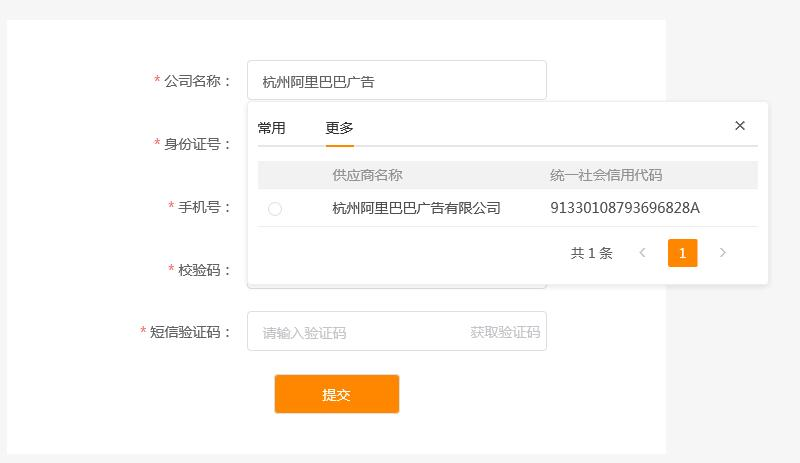 * 公司名称： 杭州阿里巴巴广告
常用 更多 ×
* 身份证号：
供应商名称 统一社会信用代码
* 手机号： 杭州阿里巴巴广告有限公司 91330108793696828A
共 1 条 < 1 >
* 校验码：
* 短信验证码： 请输入验证码 获取验证码
提交